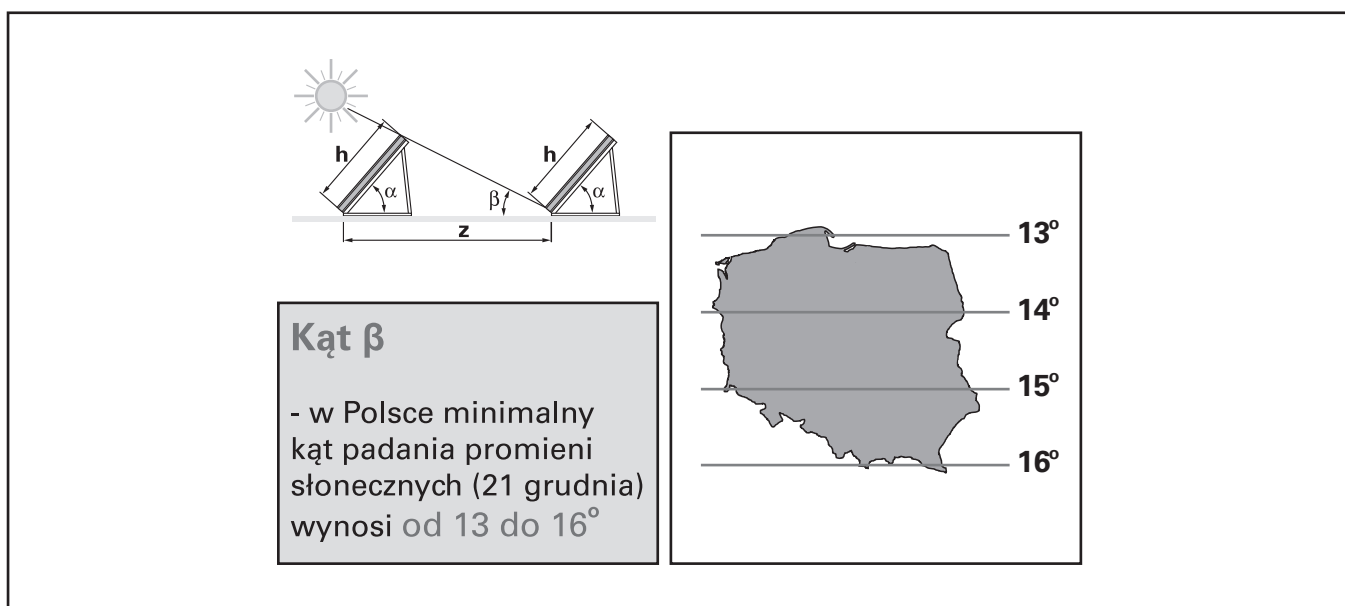 h
α
β
h
α
z
Kąt β
- w Polsce minimalny
kąt padania promieni
słonecznych (21 grudnia)
wynosi od 13 do 16°
13°
14°
15°
16°